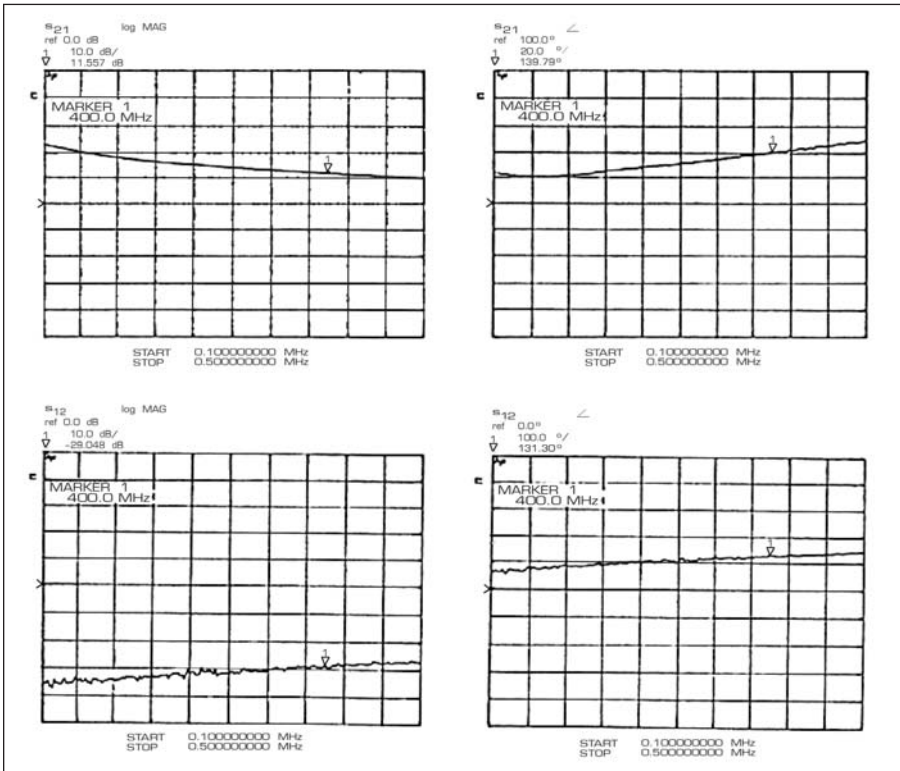 S21 log MAG
ref 0.0 dB
1 10.0 dB/
11.557 dB
C
MARKER 1
400.0 MHz
1
START 0.100000000 MHz
STOP 0.500000000 MHz
S21 ∠
ref 100.0°
1 20.0 °/
139.79°
C
MARKER 1
400.0 MHz
1
START 0.100000000 MHz
STOP 0.500000000 MHz
S12 log MAG
ref 0.0 dB
1 10.0 dB/
-29.048 dB
C
MARKER 1
400.0 MHz
1
START 0.100000000 MHz
STOP 0.500000000 MHz
S12 ∠
ref 0.0°
1 100.0 °/
131.30°
C
MARKER 1
400.0 MHz
1
START 0.100000000 MHz
STOP 0.500000000 MHz